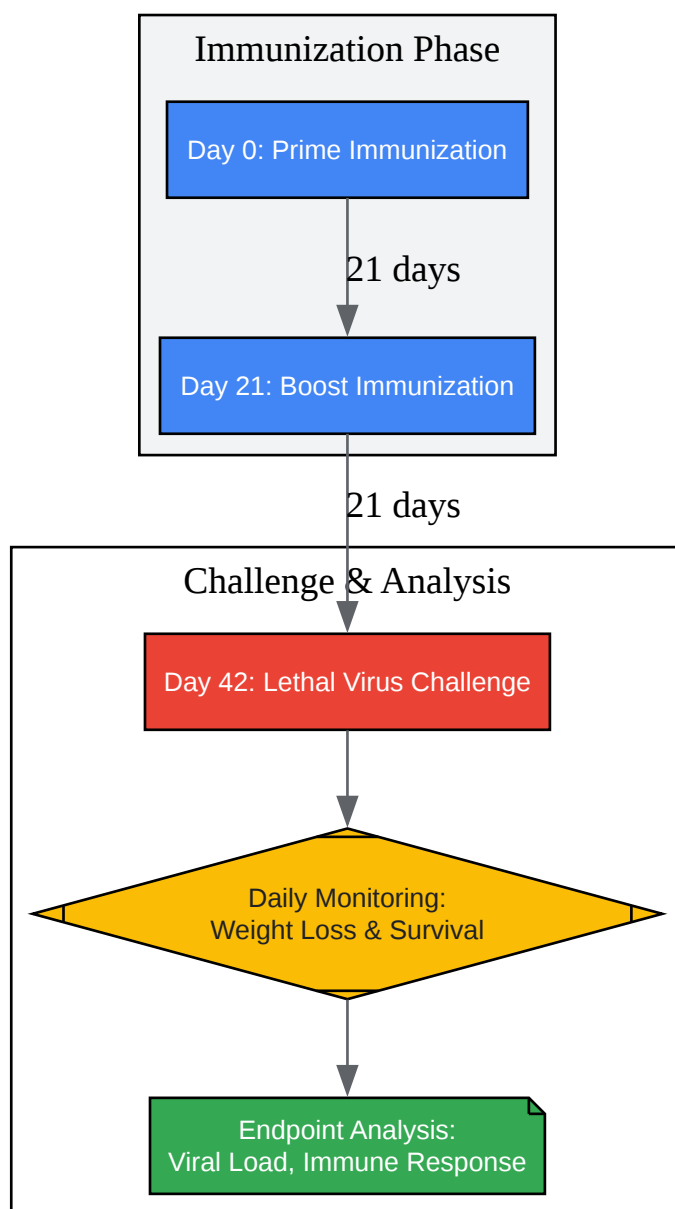 Immunization Phase
Day 0: Prime Immunization
21 days
Day 21: Boost Immunization
21 days
Challenge & Analysis
Day 42: Lethal Virus Challenge
Daily Monitoring:
Weight Loss & Survival
Endpoint Analysis:
Viral Load, Immune Response